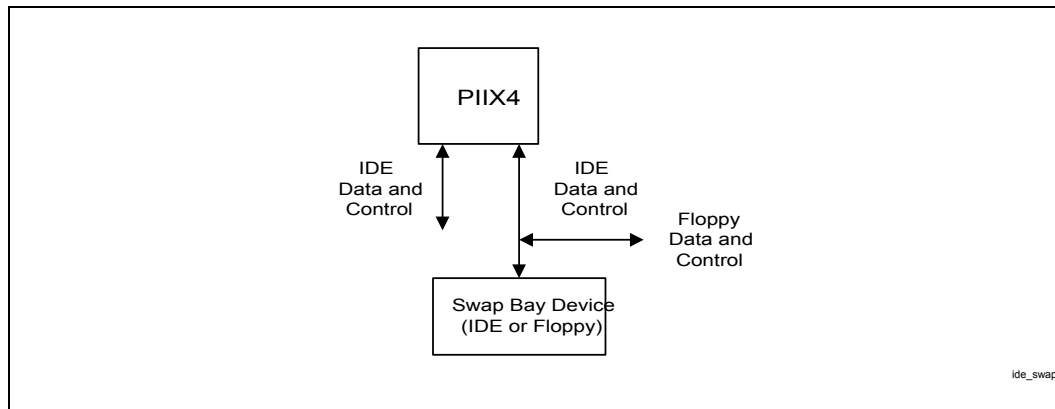 PIIX4
IDE
Data and
Control
IDE
Data and
Control
Floppy
Data and
Control
Swap Bay Device
(IDE or Floppy)
ide_swap